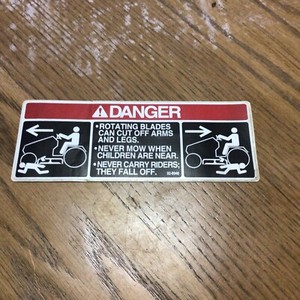 DANGER
•ROTATING BLADES
CAN CUT OFF ARMS
AND LEGS.
•NEVER MOW WHEN
CHILDREN ARE NEAR.
•NEVER CARRY RIDERS;
THEY FALL OFF.